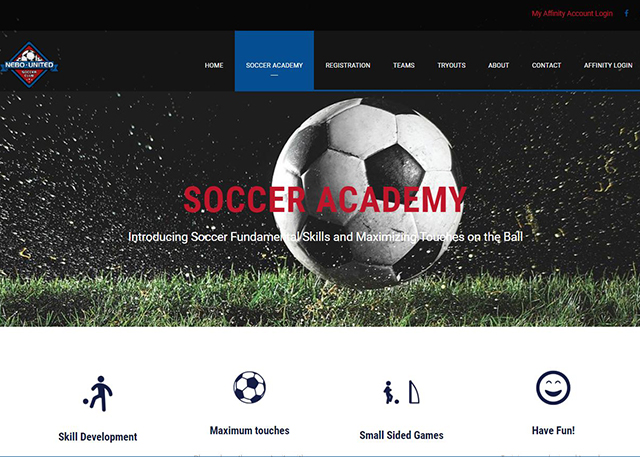 My Affinity Account Login
NEBO UNITED
SOCCER
CLUB
HOME SOCCER ACADEMY REGISTRATION TEAMS TRYOUTS ABOUT CONTACT AFFINITY LOGIN
SOCCER ACADEMY
Introducing Soccer Fundamental Skills and Maximizing Touches on the Ball
Skill Development Maximum touches Small Sided Games Have Fun!